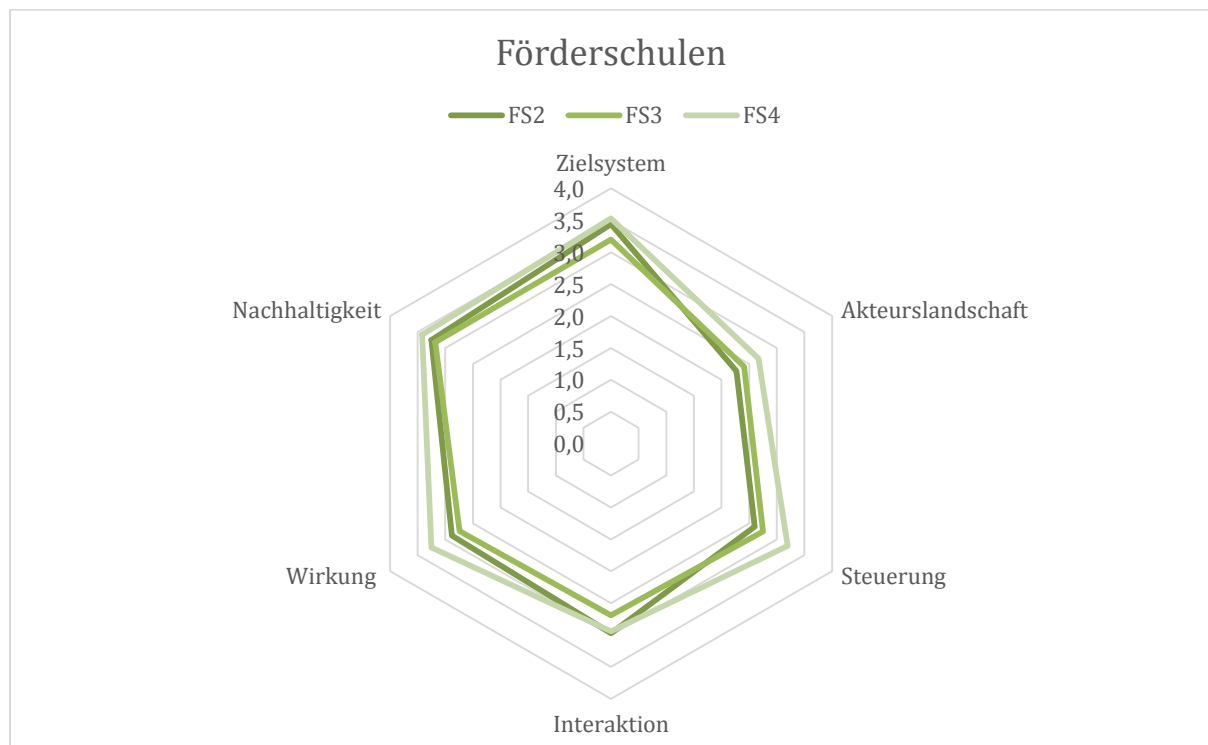 Förderschulen
FS2 FS3 FS4
Zielsystem
4,0
3,5
3,0
2,5
2,0
1,5
1,0
0,5
0,0
Nachhaltigkeit
Akteurslandschaft
Wirkung
Steuerung
Interaktion